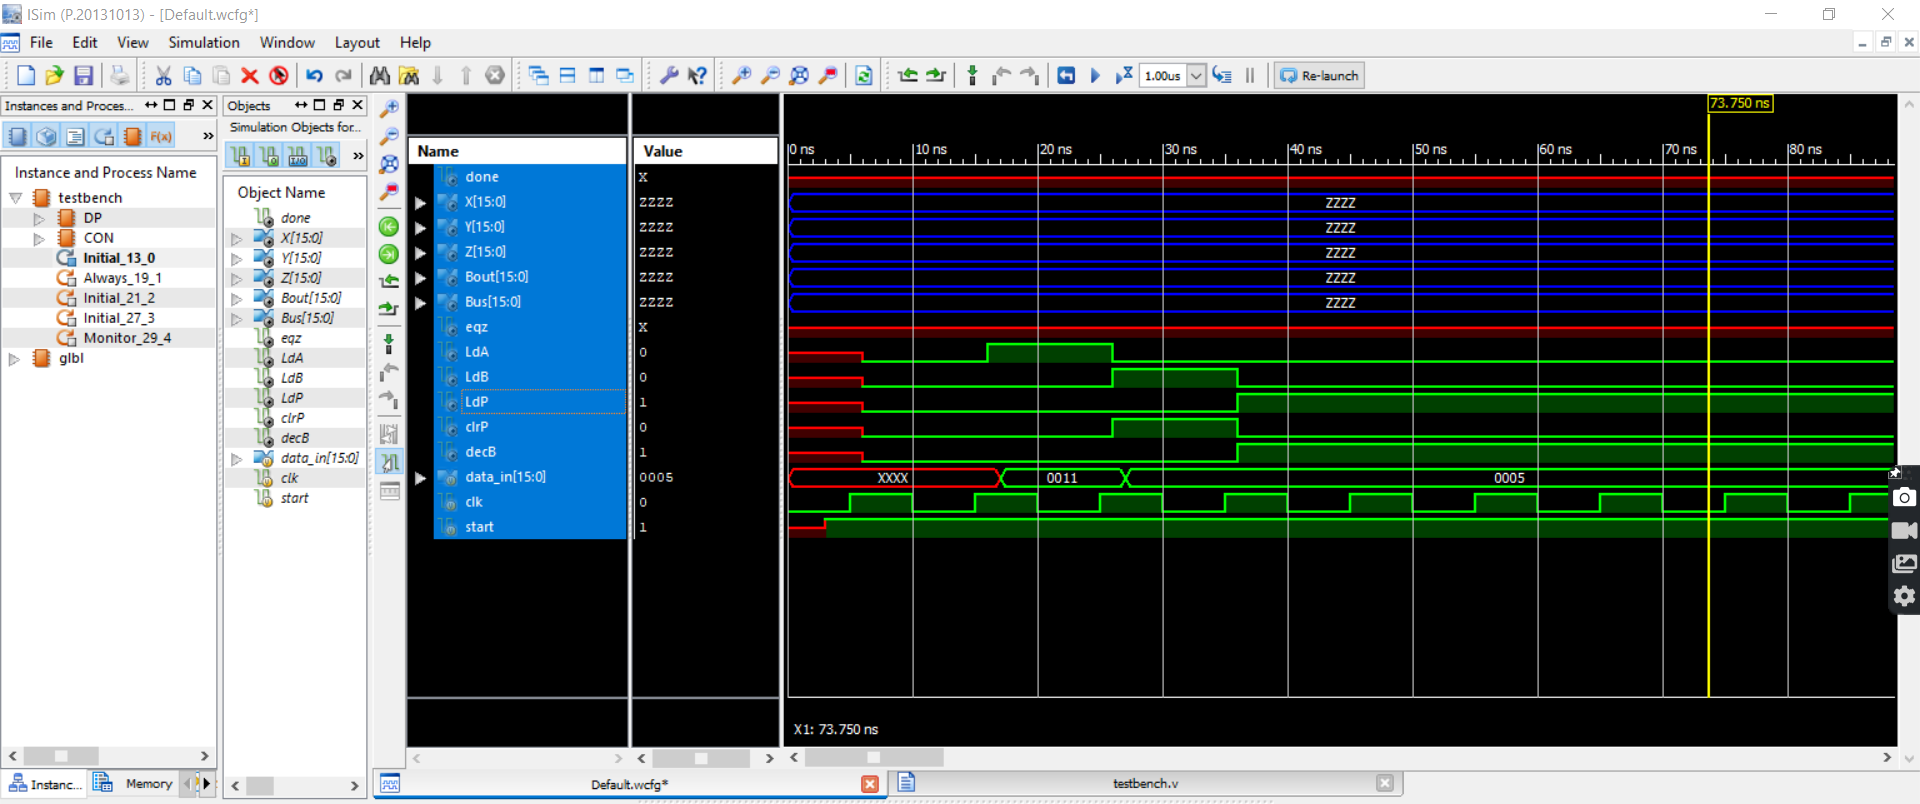 ISim (P.20131013) - [Default.wcfg*]
File Edit View Simulation Window Layout Help
1.00us Re-launch
Instances and Proces...
F(x) »
Instance and Process Name
testbench
DP
CON
Initial_13_0
Always_19_1
Initial_21_2
Initial_27_3
Monitor_29_4
glbl
Instanc... Memory
Objects
Simulation Objects for...
»
Object Name
done
X[15:0]
Y[15:0]
Z[15:0]
Bout[15:0]
Bus[15:0]
eqz
LdA
LdB
LdP
clrP
decB
data_in[15:0]
clk
start
Name Value
done X
X[15:0] ZZZZ
Y[15:0] ZZZZ
Z[15:0] ZZZZ
Bout[15:0] ZZZZ
Bus[15:0] ZZZZ
eqz X
LdA 0
LdB 0
LdP 1
clrP 0
decB 1
data_in[15:0] 0005
clk 0
start 1
73.750 ns
0 ns 10 ns 20 ns 30 ns 40 ns 50 ns 60 ns 70 ns 80 ns
ZZZZ
ZZZZ
ZZZZ
ZZZZ
ZZZZ
XXXX 0011 0005
X1: 73.750 ns
Default.wcfg* testbench.v